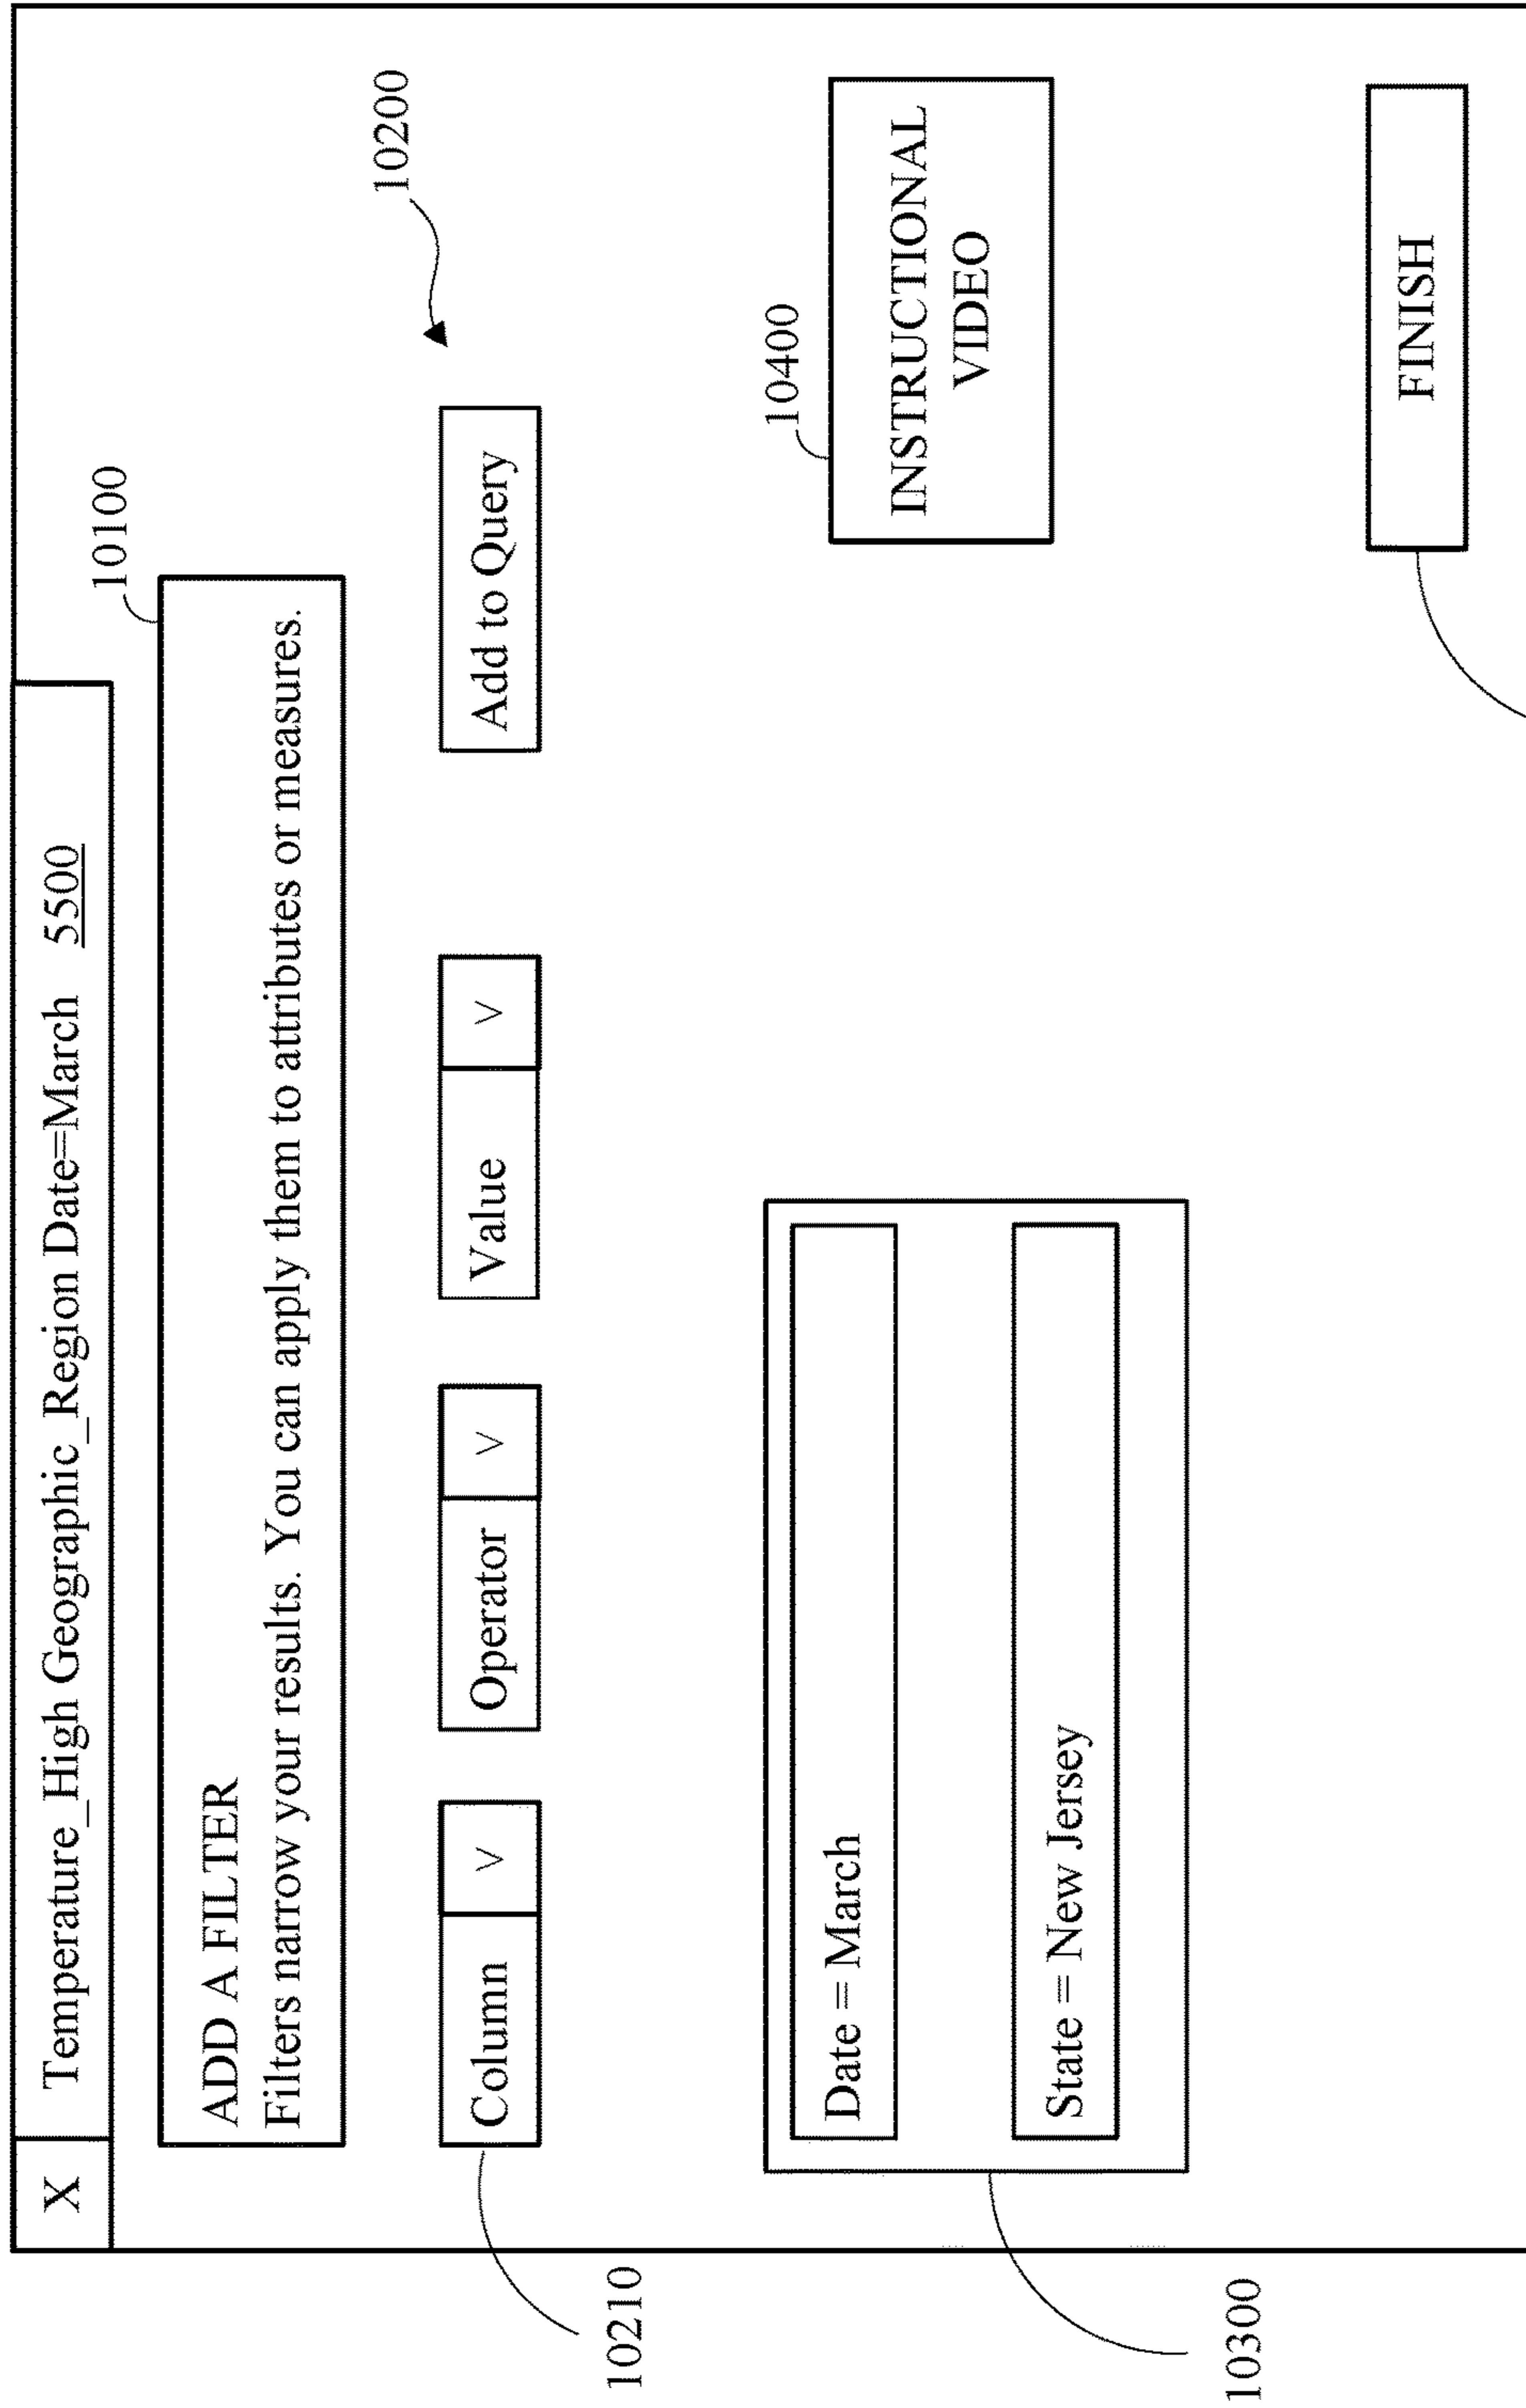 X
Temperature_High Geographic_Region Date=March 5500
10100
ADD A FILTER
Filters narrow your results. You can apply them to attributes or measures.
10200
10210
Column V
Operator V
Value V
Add to Query
10300
Date = March
State = New Jersey
10400
INSTRUCTIONAL
VIDEO
FINISH